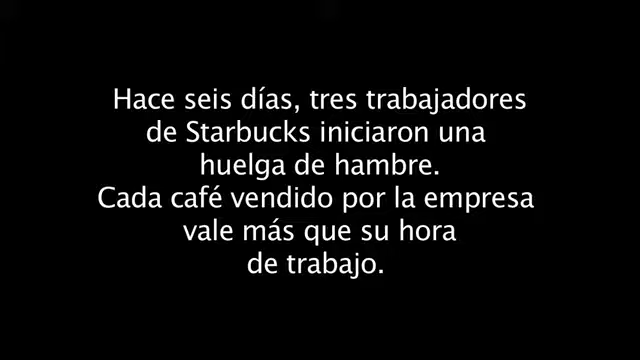 Hace seis días, tres trabajadores
de Starbucks iniciaron una
huelga de hambre.
Cada café vendido por la empresa
vale más que su hora
de trabajo.